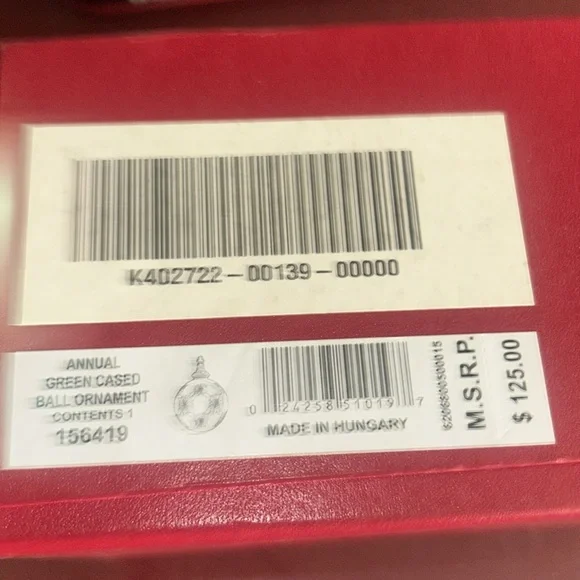 K402722-00139-00000
ANNUAL
GREEN CASED
BALL ORNAMENT
CONTENTS 1
156419
0 24258 51019 7
MADE IN HUNGARY
6206800500015
M.S.R.P.
$ 125.00